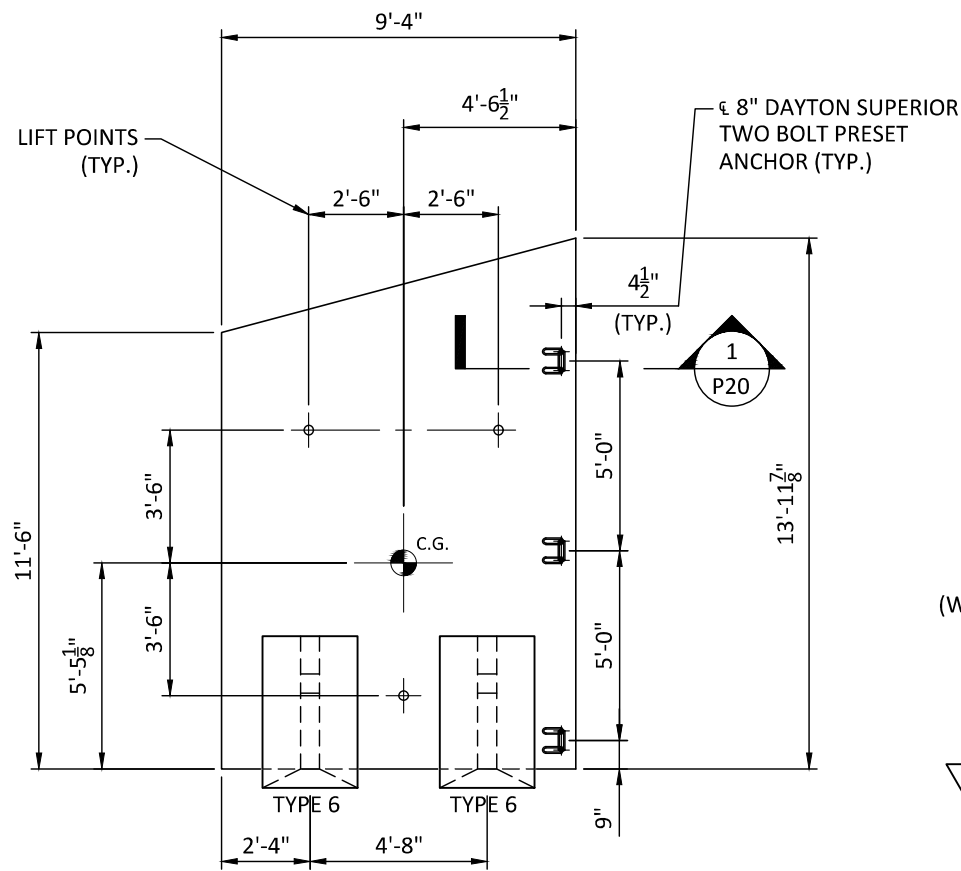 9'-4"
4'-6½"
LIFT POINTS
(TYP.)
℄ 8" DAYTON SUPERIOR
TWO BOLT PRESET
ANCHOR (TYP.)
2'-6"
2'-6"
4½"
(TYP.)
1
P20
5'-0"
13'-11⅞"
3'-6"
11'-6"
C.G.
5'-5⅛"
3'-6"
5'-0"
(W
TYPE 6
TYPE 6
9"
2'-4"
4'-8"